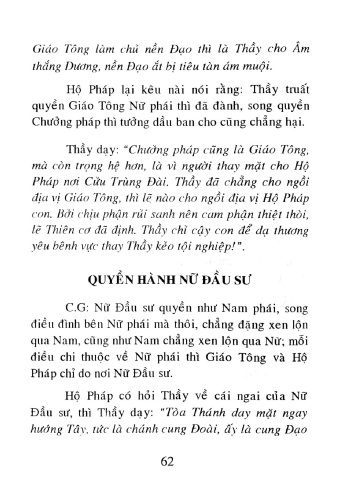 Giáo Tông làm chủ nền Đạo thì là Thầy cho Âm
thắng Dương, nền Đạo ắt bị tiêu tàn ám muội.
Hộ Pháp lại kêu nài nói rằng: Thầy truất
quyền Giáo Tông Nữ phái thì đã đành, song quyền
Chưởng pháp thì tưởng dầu ban cho cũng chẳng hại.
Thầy dạy: "Chưởng pháp cũng là Giáo Tông,
mà còn trọng hệ hơn, là vì người thay mặt cho Hộ
Pháp nơi Cửu Trùng Đài. Thầy đã chẳng cho ngồi
địa vị Giáo Tông, thì lẽ nào cho ngồi địa vị Hộ Pháp
con. Bởi chịu phận rủi sanh nên cam phận thiệt thòi,
lẽ Thiên cơ đã định. Thầy chỉ cậy con để dạ thương
yêu bênh vực thay Thầy kẻo tội nghiệp!".
QUYỀN HÀNH NỮ ĐẦU SƯ
C.G: Nữ Đầu sư quyền như Nam phái, song
điều đình bên Nữ phái mà thôi, chẳng đặng xen lộn
qua Nam, cũng như Nam chẳng xen lộn qua Nữ; mỗi
điều chi thuộc về Nữ phái thì Giáo Tông và Hộ
Pháp chỉ do nơi Nữ Đầu sư.
Hộ Pháp có hỏi Thầy về cái ngai của Nữ
Đầu sư, thì Thầy dạy: "Tòa Thánh day mặt ngay
hướng Tây, tức là chánh cung Đoài, ấy là cung Đạo
62